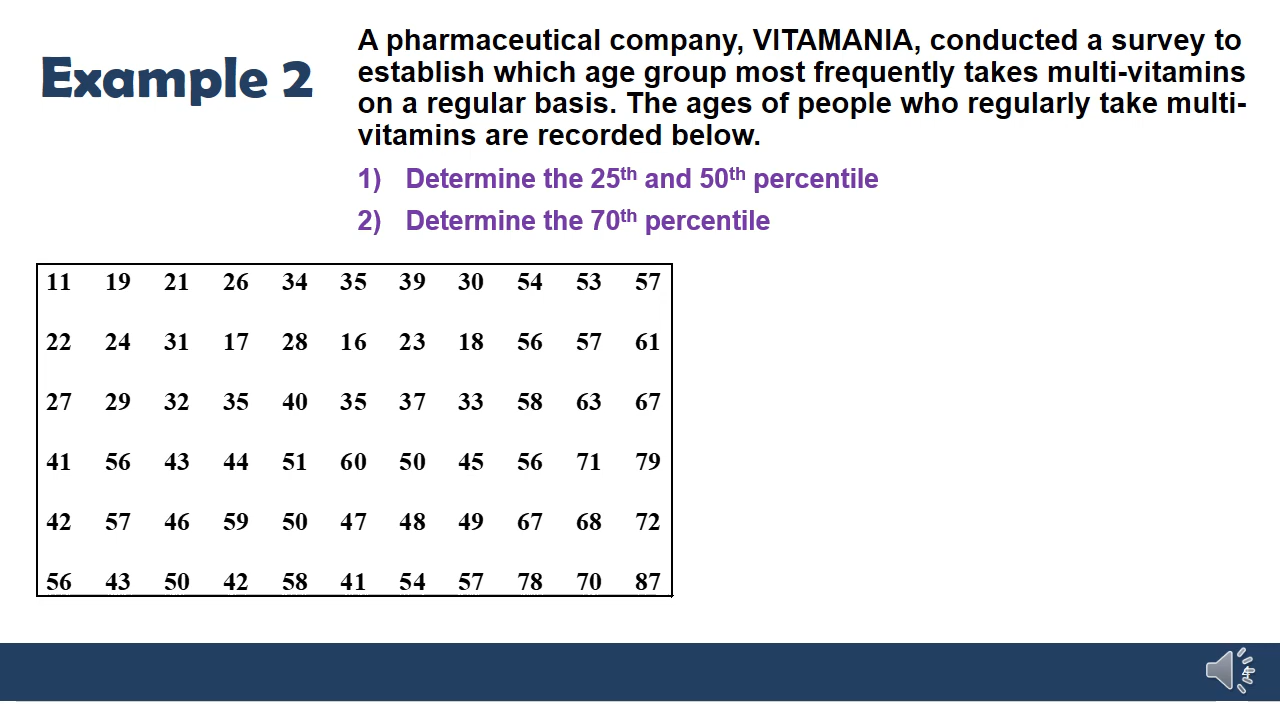 Example 2
A pharmaceutical company, VITAMANIA, conducted a survey to
establish which age group most frequently takes multi-vitamins
on a regular basis. The ages of people who regularly take multi-
vitamins are recorded below.
1) Determine the 25th and 50th percentile
2) Determine the 70th percentile
11 19 21 26 34 35 39 30 54 53 57
22 24 31 17 28 16 23 18 56 57 61
27 29 32 35 40 35 37 33 58 63 67
41 56 43 44 51 60 50 45 56 71 79
42 57 46 59 50 47 48 49 67 68 72
56 43 50 42 58 41 54 57 78 70 87